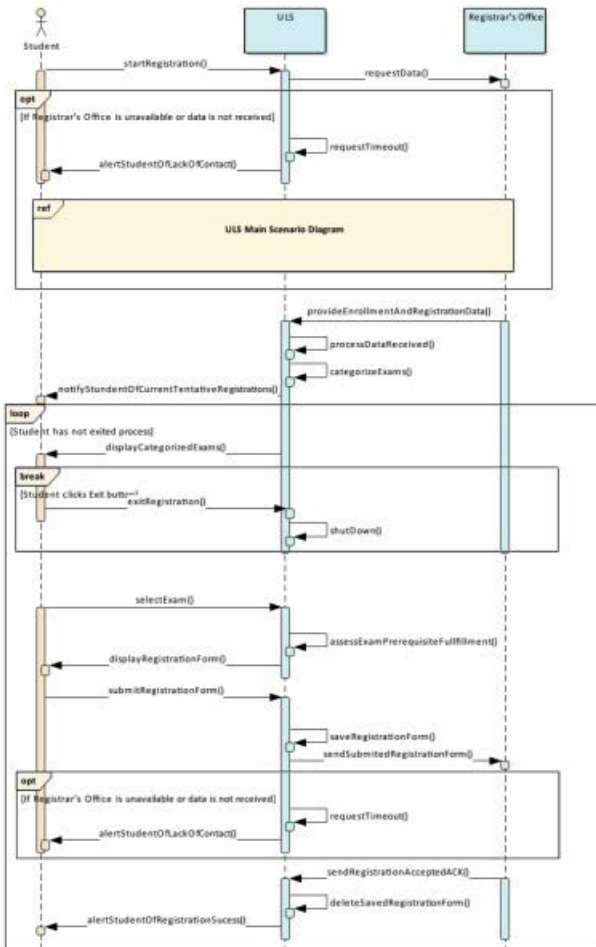 ULS
Registrar's Office
Student
startRegistration()
requestData()
opt
[If Registrar's Office is unavailable or data is not received]
requestTimeout()
alertStudentOfLackOfContact()
ref
ULS Main Scenario Diagram
provideEnrollmentAndRegistrationData()
processDataReceived()
categorizeExams()
notifyStundentOfCurrentTentativeRegistrations()
loop
[Student has not exited process]
displayCategorizedExams()
break
[Student clicks Exit button]
exitRegistration()
shutDown()
selectExam()
assessExamPrerequisiteFullfillment()
displayRegistrationForm()
submitRegistrationForm()
saveRegistrationForm()
sendSubmitedRegistrationForm()
opt
[If Registrar's Office is unavailable or data is not received]
requestTimeout()
alertStudentOfLackOfContact()
sendRegistrationAcceptedACK()
deleteSavedRegistrationForm()
alertStudentOfRegistrationSucess()